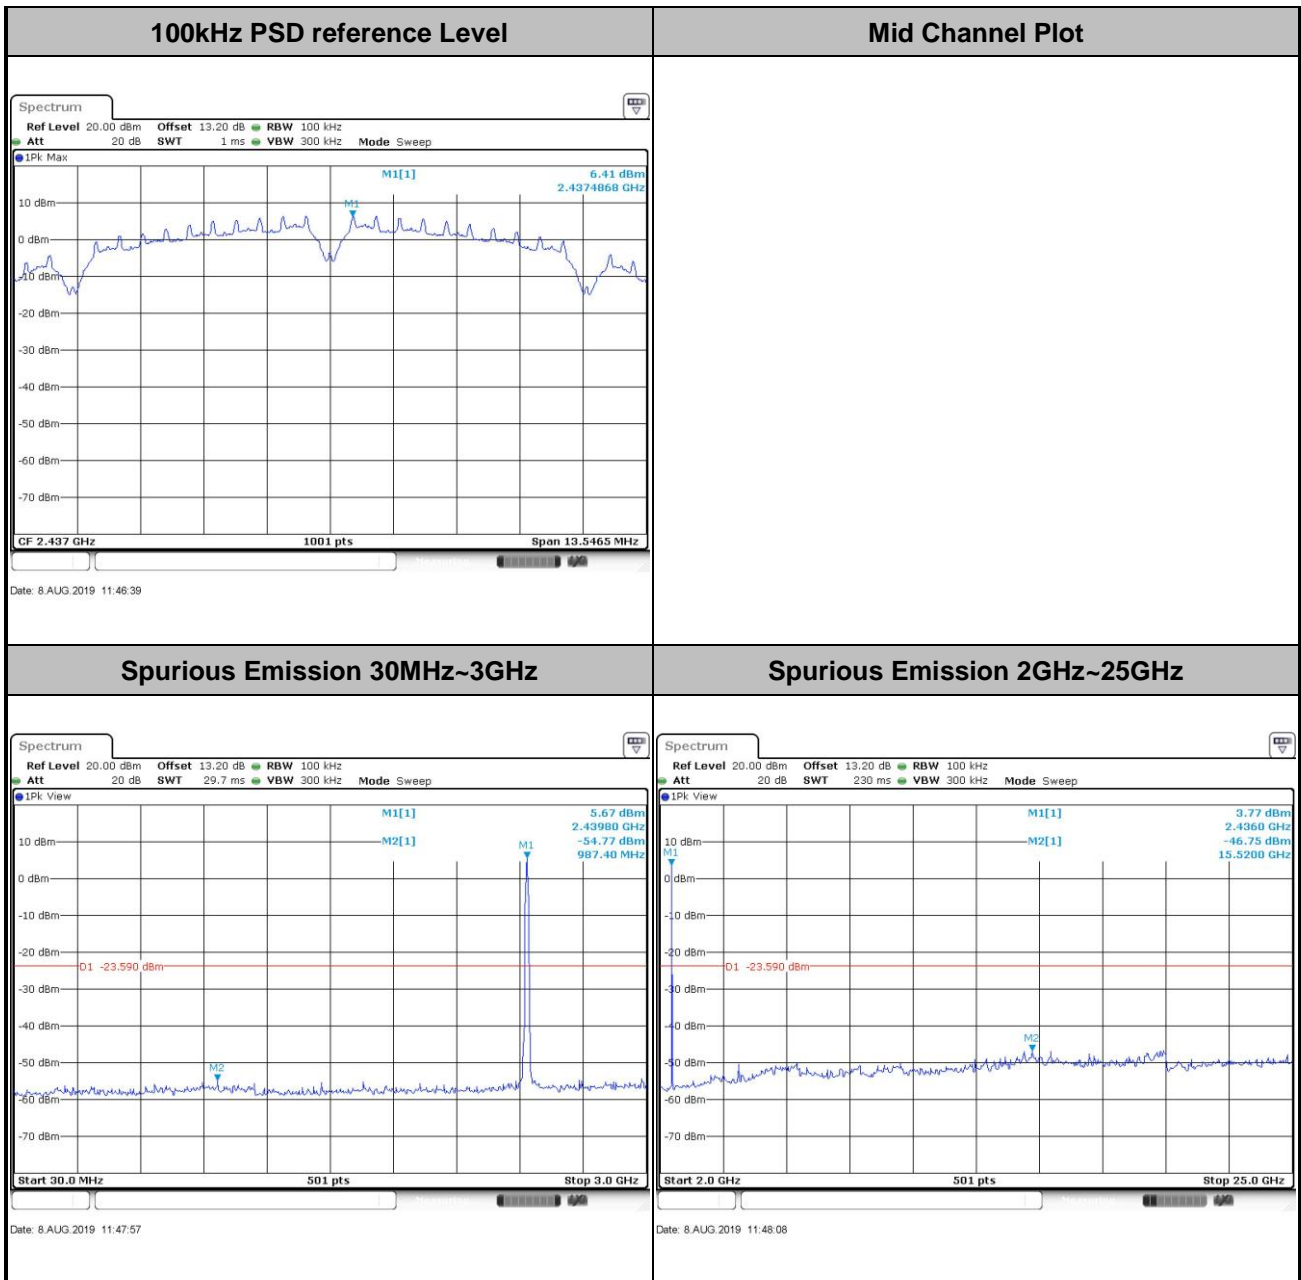 100kHz PSD reference Level
Mid Channel Plot
Spectrum
Ref Level 20.00 dBm Offset 13.20 dB RBW 100 kHz
Att 20 dB SWT 1 ms VBW 300 kHz Mode Sweep
1Pk Max
M1[1] 6.41 dBm
2.4374868 GHz
M1
10 dBm
0 dBm
-10 dBm
-20 dBm
-30 dBm
-40 dBm
-50 dBm
-60 dBm
-70 dBm
CF 2.437 GHz 1001 pts Span 13.5465 MHz
Date: 8.AUG.2019 11:46:39
Spurious Emission 30MHz~3GHz
Spurious Emission 2GHz~25GHz
Spectrum
Ref Level 20.00 dBm Offset 13.20 dB RBW 100 kHz
Att 20 dB SWT 29.7 ms VBW 300 kHz Mode Sweep
1Pk View
M1[1] 5.67 dBm
2.43980 GHz
M2[1] -54.77 dBm
987.40 MHz
M1
10 dBm
0 dBm
-10 dBm
-20 dBm
D1 -23.590 dBm
-30 dBm
-40 dBm
-50 dBm
M2
-60 dBm
-70 dBm
Start 30.0 MHz 501 pts Stop 3.0 GHz
Date: 8.AUG.2019 11:47:57
Spectrum
Ref Level 20.00 dBm Offset 13.20 dB RBW 100 kHz
Att 20 dB SWT 230 ms VBW 300 kHz Mode Sweep
1Pk View
M1[1] 3.77 dBm
2.4360 GHz
M2[1] -46.75 dBm
15.5200 GHz
10 dBm
M1
0 dBm
-10 dBm
-20 dBm
D1 -23.590 dBm
-30 dBm
-40 dBm
M2
-50 dBm
-60 dBm
-70 dBm
Start 2.0 GHz 501 pts Stop 25.0 GHz
Date: 8.AUG.2019 11:48:08